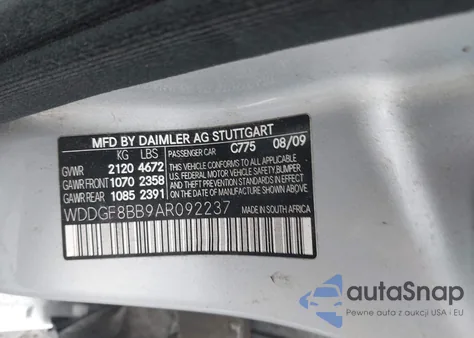 MFD BY DAIMLER AG STUTTGART
KG LBS PASSENGER CAR C775 08/09
GVWR 2120 4672 THIS VEHICLE CONFORMS TO ALL APPLICABLE
GAWR FRONT 1070 2358 U.S. FEDERAL MOTOR VEHICLE SAFETY,BUMPER
GAWR REAR 1085 2391 AND THEFT PREVENTION STANDARDS IN EFFECT ON THE DATE OF MANUFACTURE SHOWN ABOVE.
WDDGF8BB9AR092237 MADE IN SOUTH AFRICA
autoSnap
Pewne auta z aukcji USA - EU